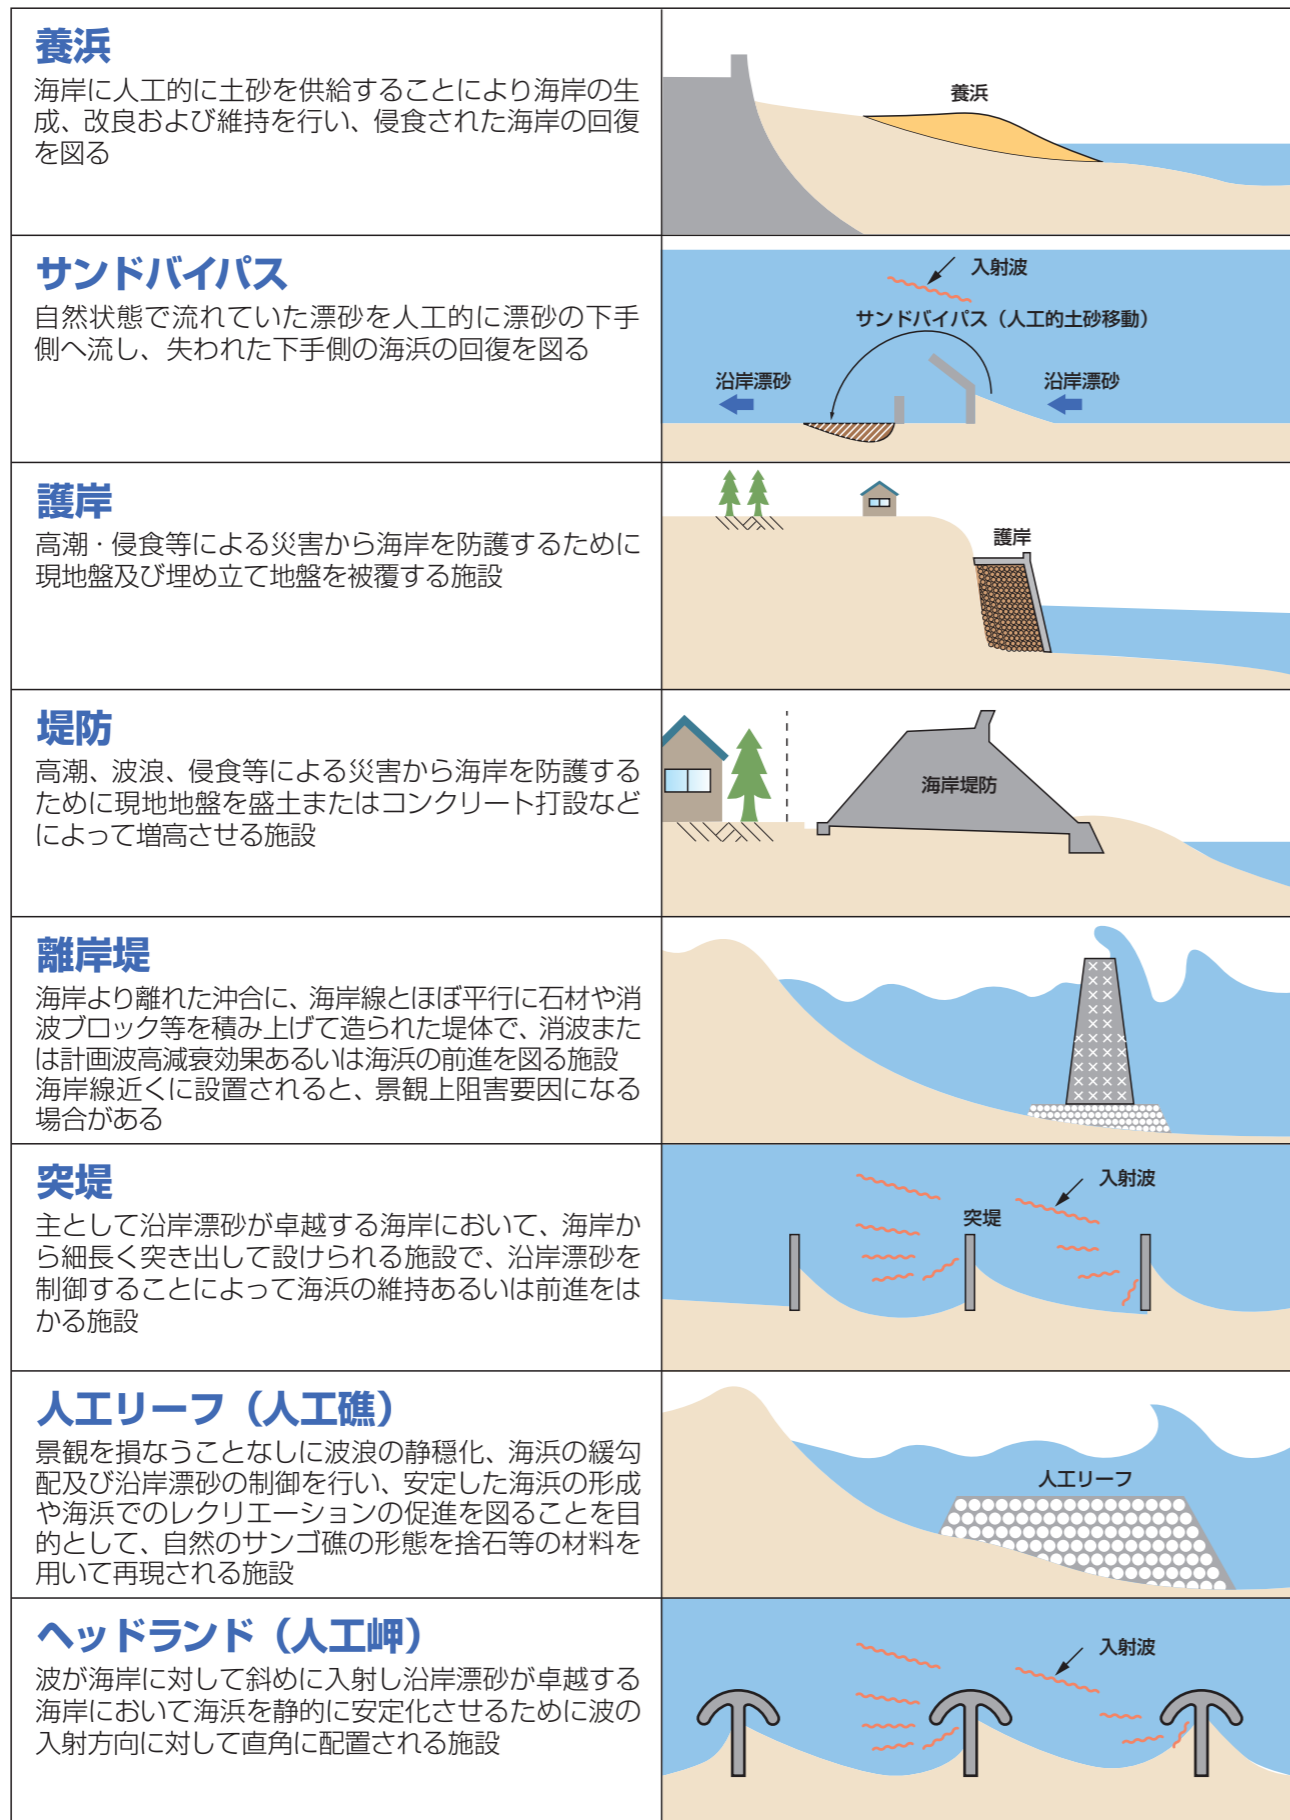 養浜
海岸に人工的に土砂を供給することにより海岸の生
成、改良および維持を行い、侵食された海岸の回復
を図る
養浜
サンドバイパス
自然状態で流れていた漂砂を人工的に漂砂の下手
側へ流し、失われた下手側の海浜の回復を図る
入射波
サンドバイパス（人工的土砂移動）
沿岸漂砂
沿岸漂砂
護岸
高潮・侵食等による災害から海岸を防護するために
現地盤及び埋め立て地盤を被覆する施設
護岸
堤防
高潮、波浪、侵食等による災害から海岸を防護する
ために現地地盤を盛土またはコンクリート打設など
によって増高させる施設
海岸堤防
離岸堤
海岸より離れた沖合に、海岸線とほぼ平行に石材や消
波ブロック等を積み上げて造られた堤体で、消波また
は計画波高減衰効果あるいは海浜の前進を図る施設
海岸線近くに設置されると、景観上阻害要因になる
場合がある
突堤
主として沿岸漂砂が卓越する海岸において、海岸か
ら細長く突き出して設けられる施設で、沿岸漂砂を
制御することによって海浜の維持あるいは前進をは
かる施設
入射波
突堤
人工リーフ（人工礁）
景観を損なうことなしに波浪の静穏化、海浜の緩勾
配及び沿岸漂砂の制御を行い、安定した海浜の形成
や海浜でのレクリエーションの促進を図ることを目
的として、自然のサンゴ礁の形態を捨石等の材料を
用いて再現される施設
人工リーフ
ヘッドランド（人工岬）
波が海岸に対して斜めに入射し沿岸漂砂が卓越する
海岸において海浜を静的に安定化させるために波の
入射方向に対して直角に配置される施設
入射波